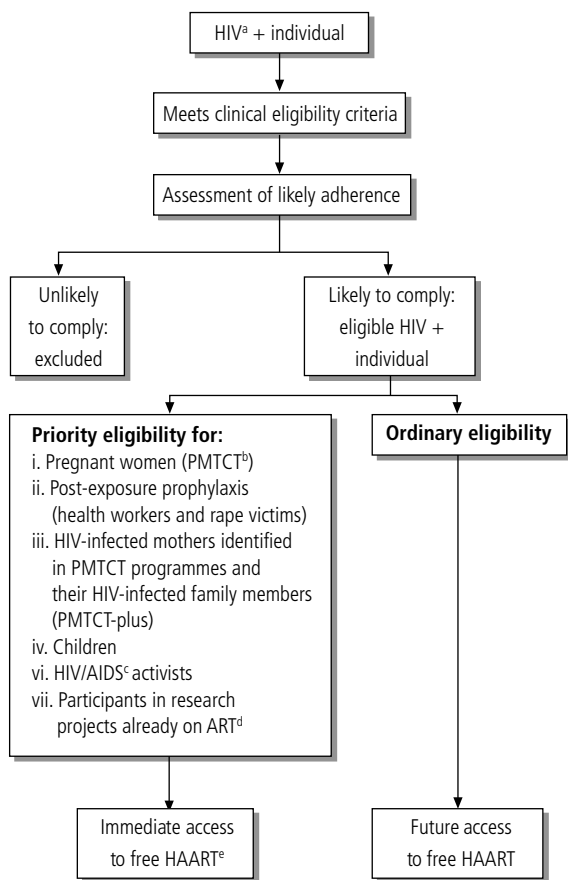 HIVᵃ + individual
Meets clinical eligibility criteria
Assessment of likely adherence
Unlikely
to comply:
excluded
Likely to comply:
eligible HIV +
individual
Priority eligibility for:
i. Pregnant women (PMTCTᵇ)
ii. Post-exposure prophylaxis
(health workers and rape victims)
iii. HIV-infected mothers identified
in PMTCT programmes and
their HIV-infected family members
(PMTCT-plus)
iv. Children
vi. HIV/AIDSᶜ activists
vii. Participants in research
projects already on ARTᵈ
Ordinary eligibility
Immediate access
to free HAARTᵉ
Future access
to free HAART